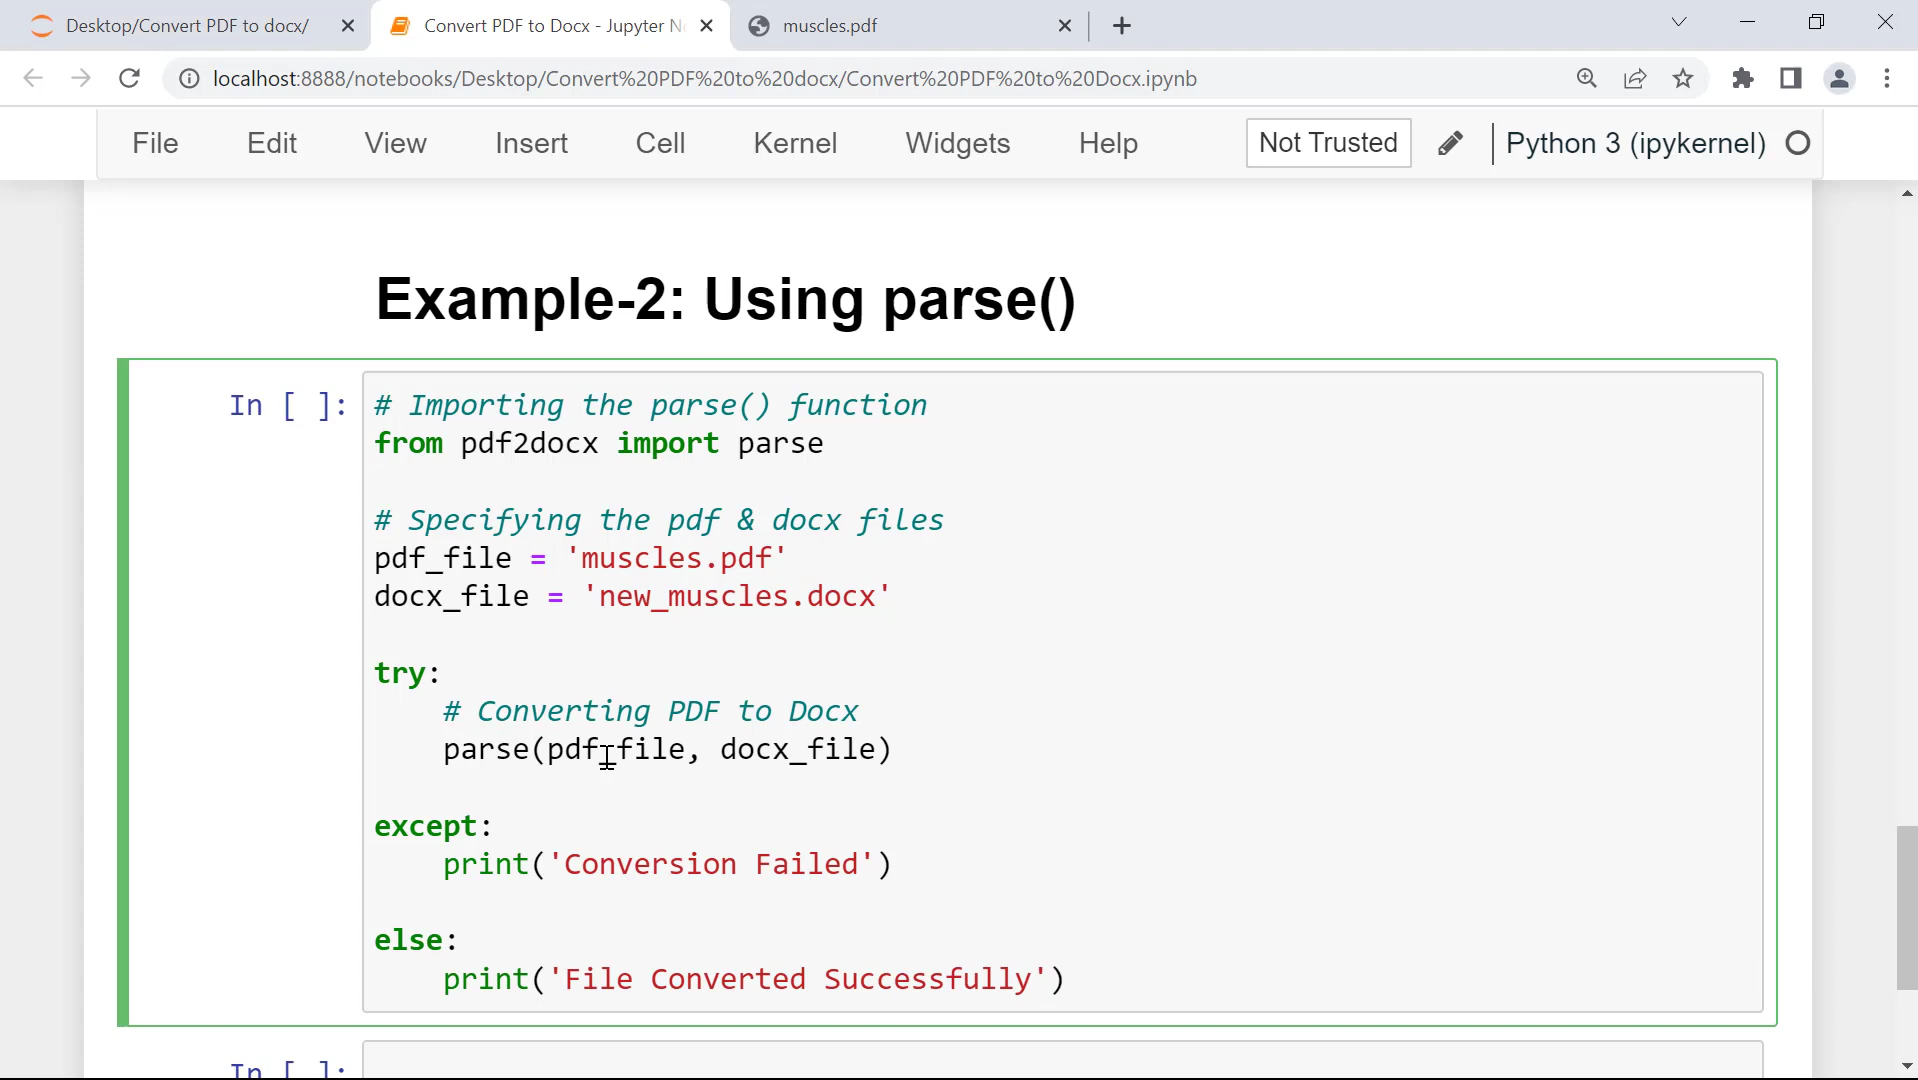 Desktop/Convert PDF to docx/
Convert PDF to Docx - Jupyter N
muscles.pdf
localhost:8888/notebooks/Desktop/Convert%20PDF%20to%20docx/Convert%20PDF%20to%20Docx.ipynb
File Edit View Insert Cell Kernel Widgets Help Not Trusted Python 3 (ipykernel)
Example-2: Using parse()
In [ ]: # Importing the parse() function
from pdf2docx import parse
# Specifying the pdf & docx files
pdf_file = 'muscles.pdf'
docx_file = 'new_muscles.docx'
try:
# Converting PDF to Docx
parse(pdf_file, docx_file)
except:
print('Conversion Failed')
else:
print('File Converted Successfully')
In [ ]: